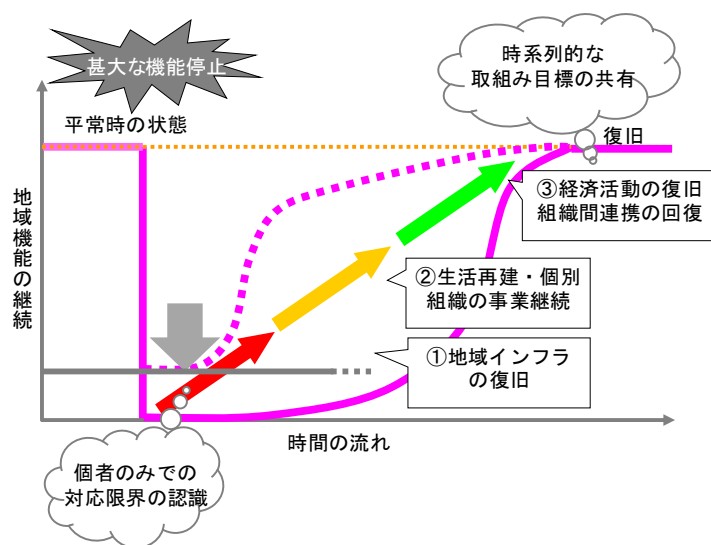 甚大な機能停止
時系列的な
取組み目標の共有
平常時の状態
復旧
③経済活動の復旧
組織間連携の回復
地域機能の継続
②生活再建・個別
組織の事業継続
①地域インフラ
の復旧
時間の流れ
個者のみでの
対応限界の認識